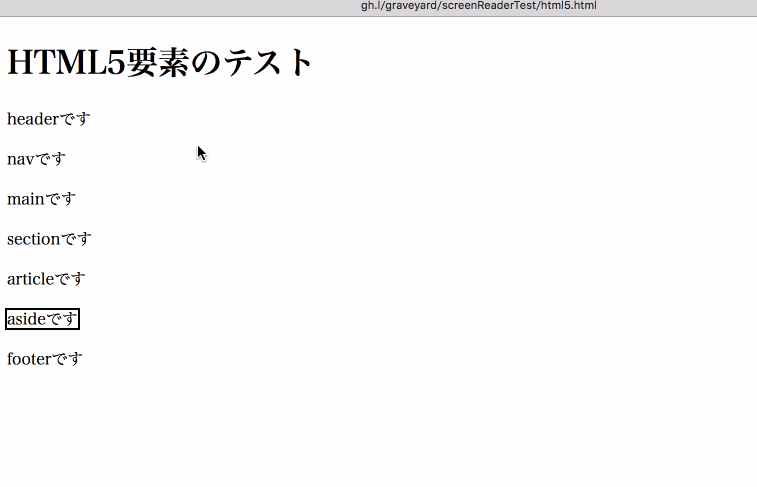 gh.l/graveyard/screenReaderTest/html5.html
HTML5要素のテスト
headerです
navです
mainです
sectionです
articleです
asideです
footerです